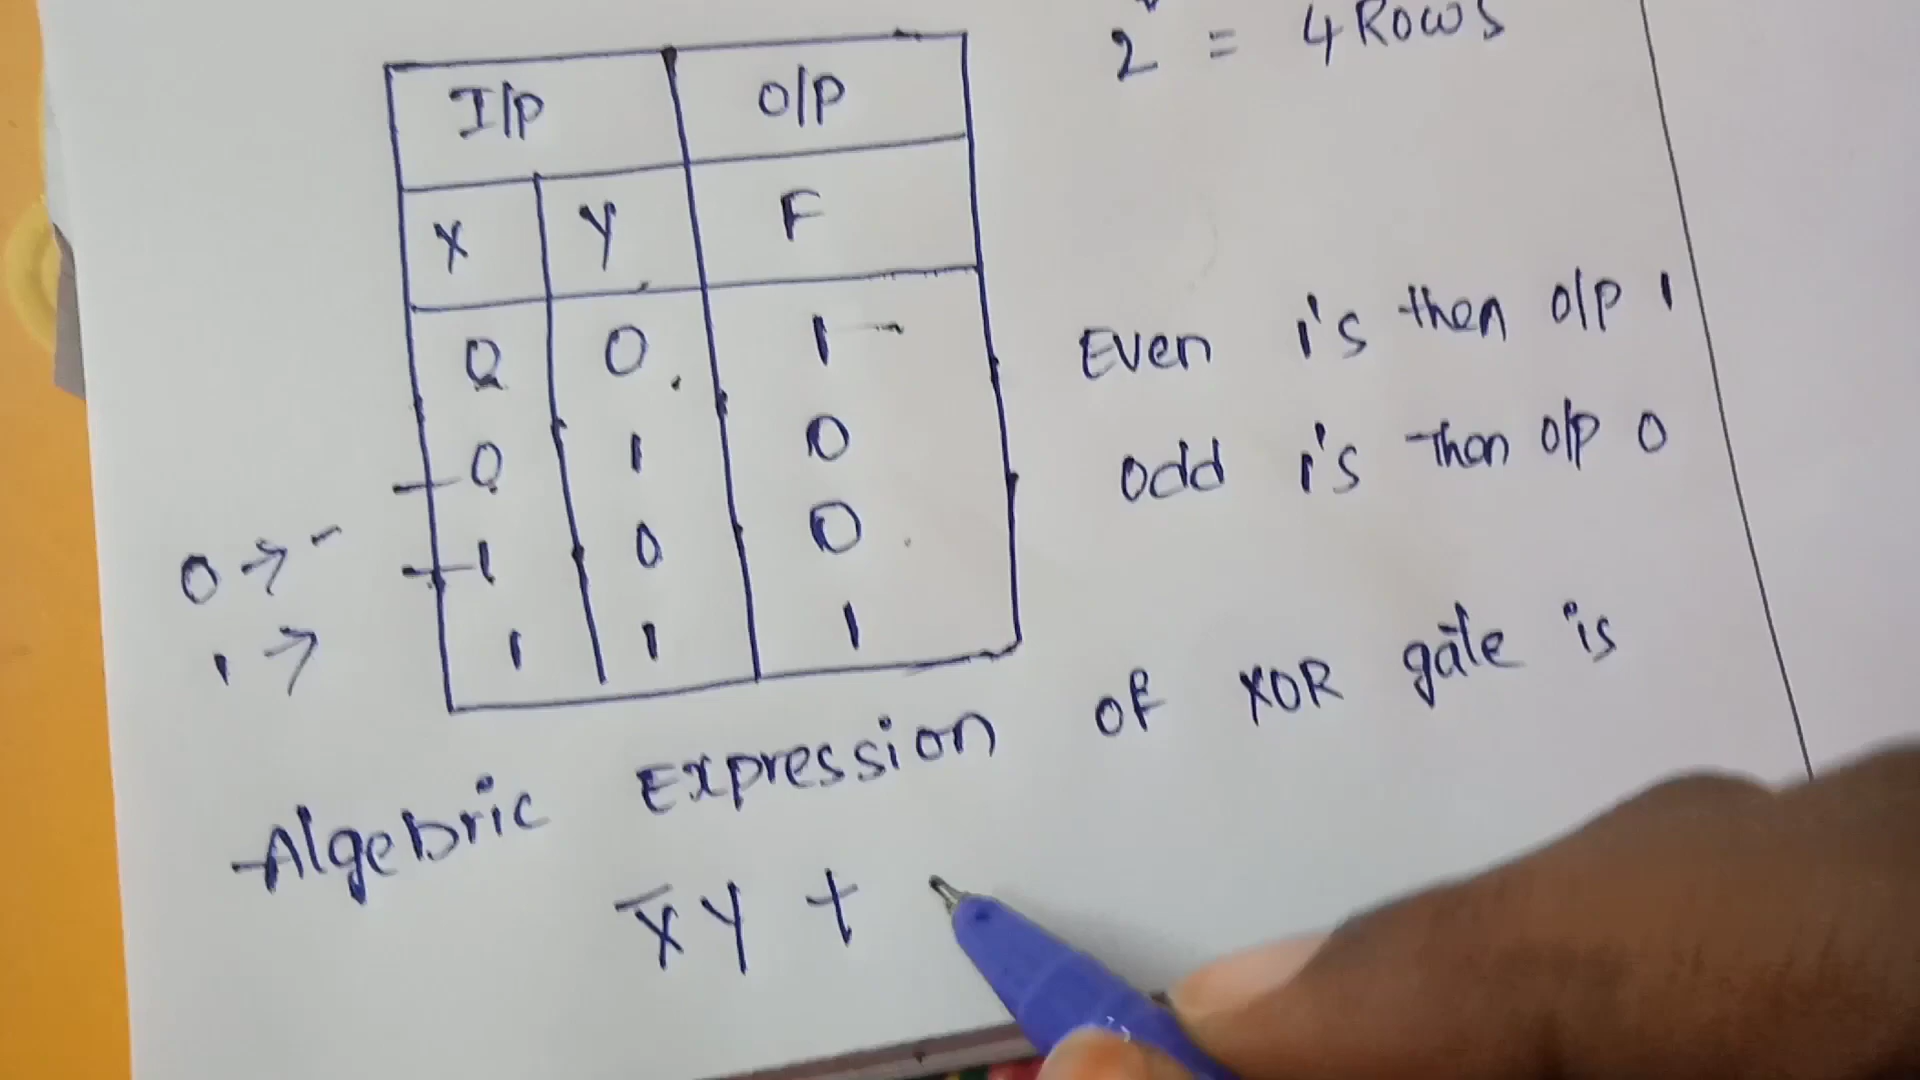 2 = 4 Rows
I/P O/P
X Y F
0 0 1
0 1 0
1 0 0
1 1 1
Even 1's then O/P 1
odd 1's then O/P 0
0 → -
1 →
Algebric Expression of XOR gate is
X̅ Y +